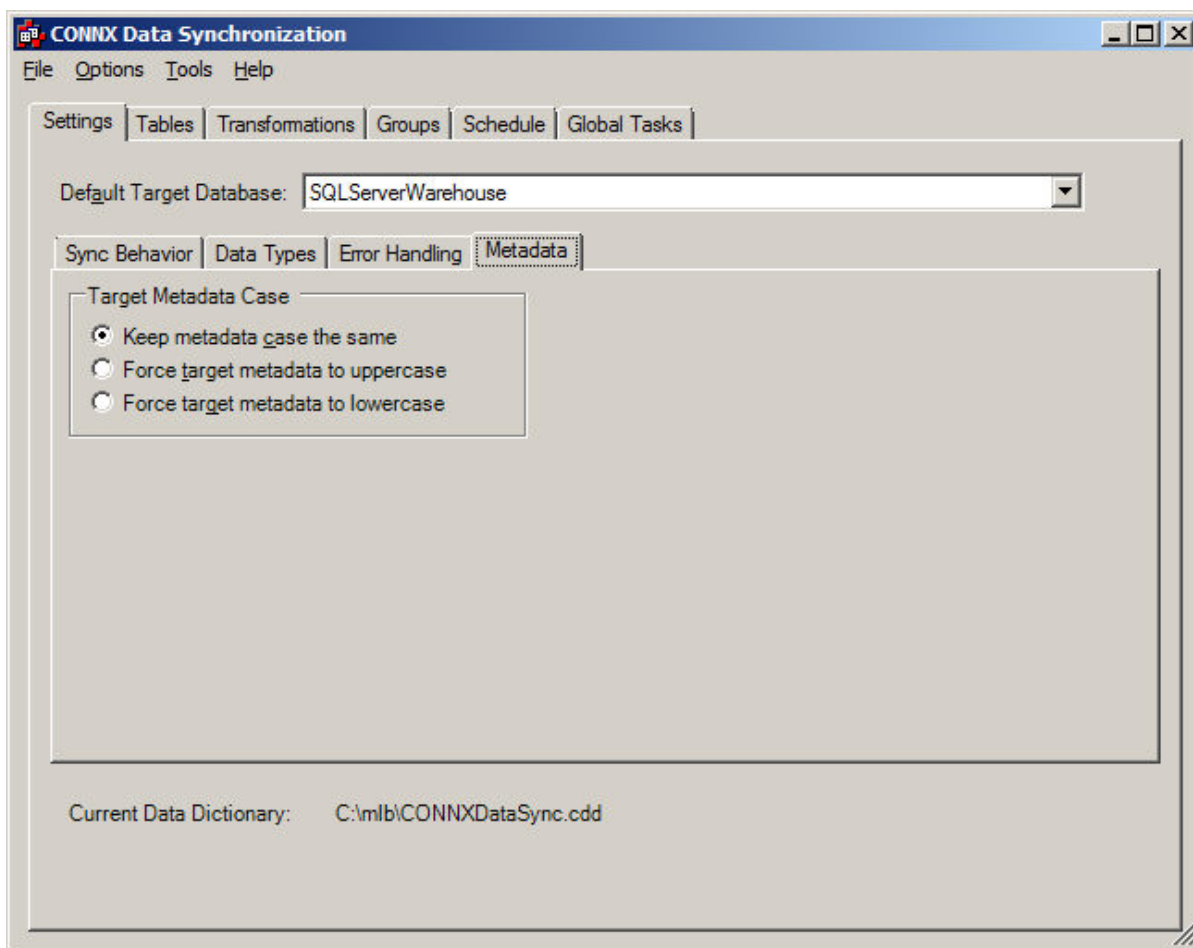 CONNX Data Synchronization
File Options Tools Help
Settings Tables Transformations Groups Schedule Global Tasks
Default Target Database: SQLServerWarehouse
Sync Behavior Data Types Error Handling Metadata
Target Metadata Case
Keep metadata case the same
Force target metadata to uppercase
Force target metadata to lowercase
Current Data Dictionary: C:\mlb\CONNXDataSync.cdd